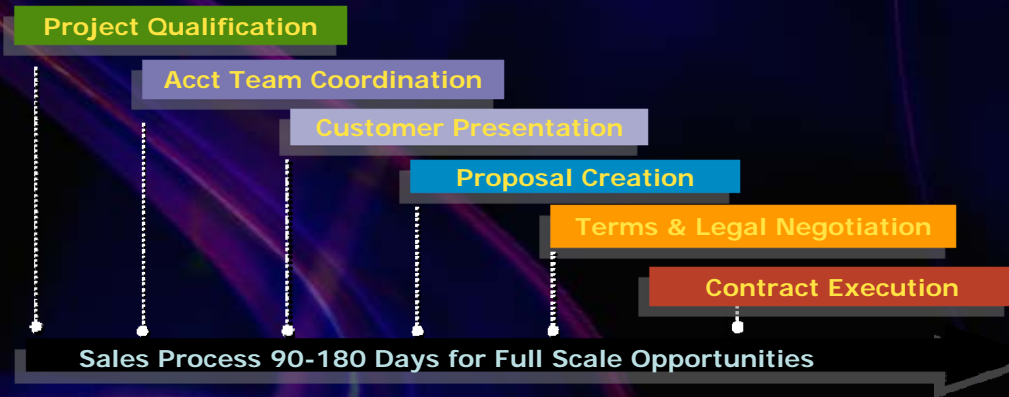 Project Qualification
Acct Team Coordination
Customer Presentation
Proposal Creation
Terms & Legal Negotiation
Contract Execution
Sales Process 90-180 Days for Full Scale Opportunities